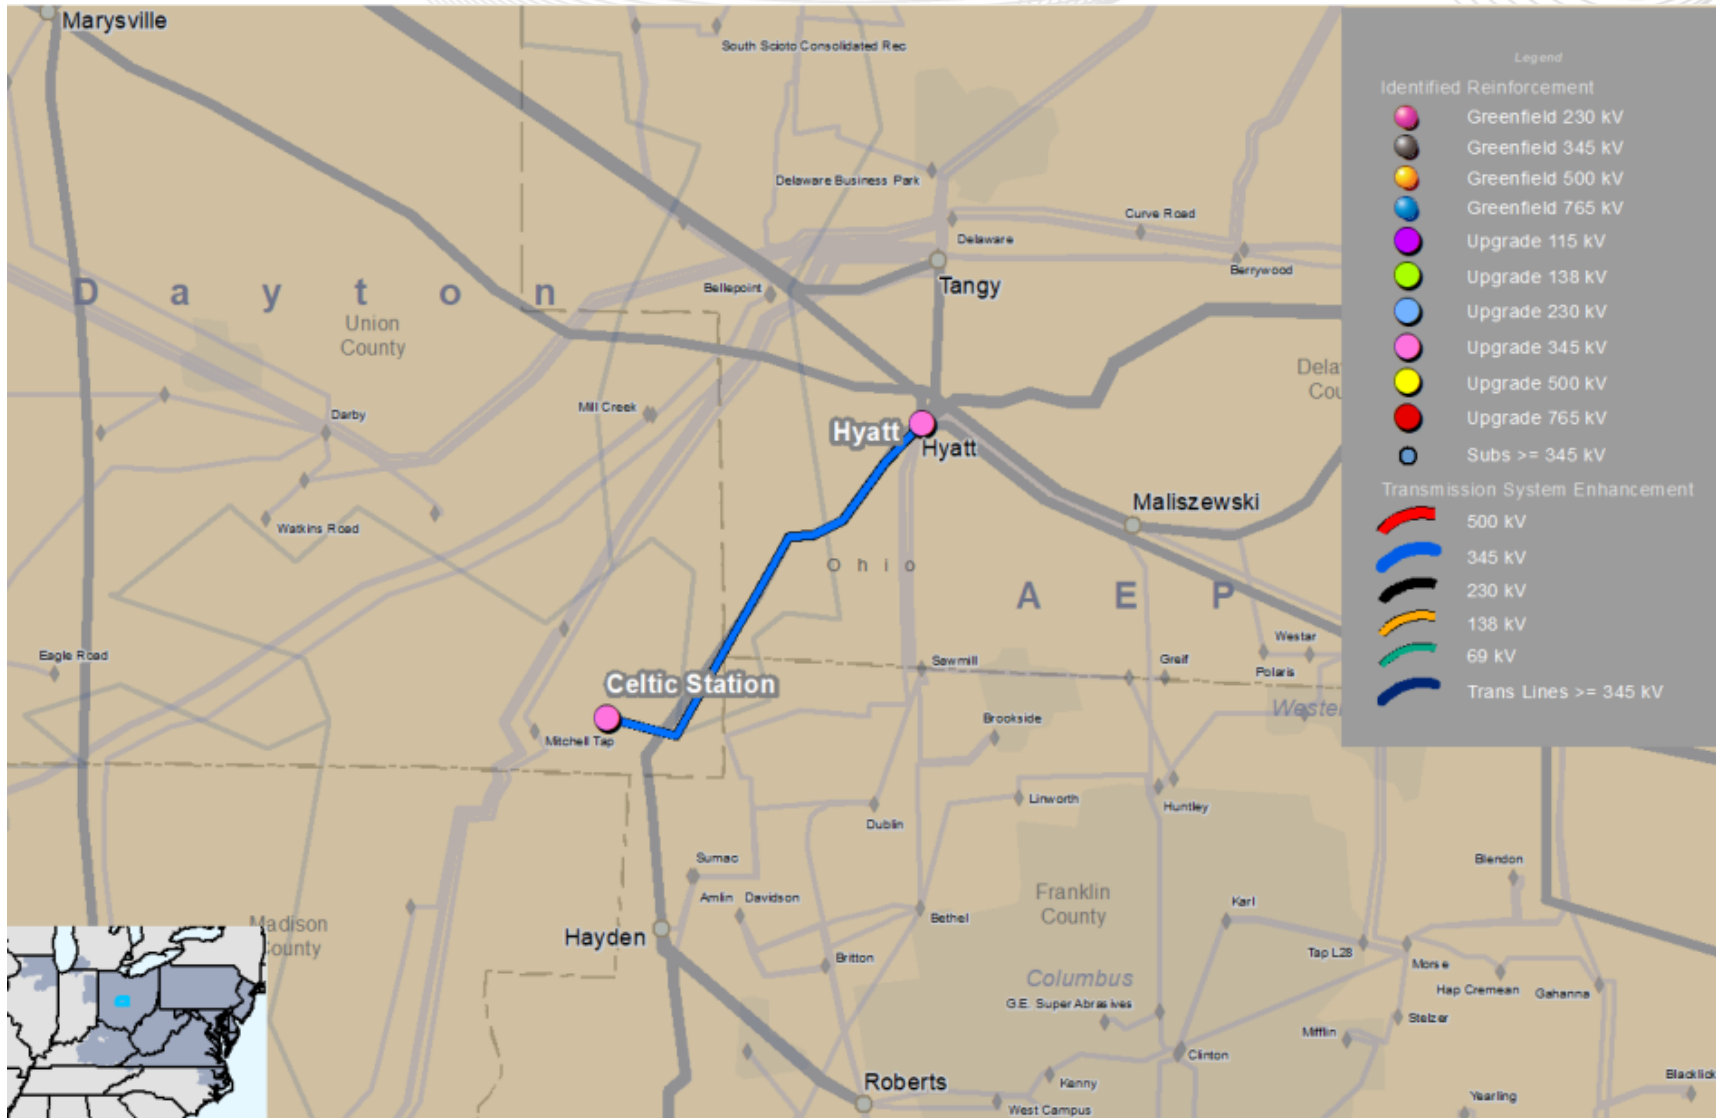 Marysville
South Scioto Consolidated Rec
Delaware Business Park
Curve Road
Delaware
Berrywood
Tangy
Bellepoint
Dayton
Union
County
Mill Creek
Darby
Hyatt
Hyatt
Watkins Road
Maliszewski
Ohio
AEP
Eagle Road
Celtic Station
Mitchell Tap
Sawmill
Greif
Westar
Polaris
Wester
Brookside
Linworth
Huntley
Dublin
Sumac
Amlin
Davidson
Blendon
Franklin
County
Karl
Bethel
Hayden
Madison
County
Britton
Tap L28
Morse
Hap Cremean
Gahanna
Columbus
G.E. Super Abrasives
Stelzer
Mifflin
Clinton
Roberts
Kenny
West Campus
Blacklick
Yearling
Dela
Cou
Legend
Identified Reinforcement
Greenfield 230 kV
Greenfield 345 kV
Greenfield 500 kV
Greenfield 765 kV
Upgrade 115 kV
Upgrade 138 kV
Upgrade 230 kV
Upgrade 345 kV
Upgrade 500 kV
Upgrade 765 kV
Subs >= 345 kV
Transmission System Enhancement
500 kV
345 kV
230 kV
138 kV
69 kV
Trans Lines >= 345 kV